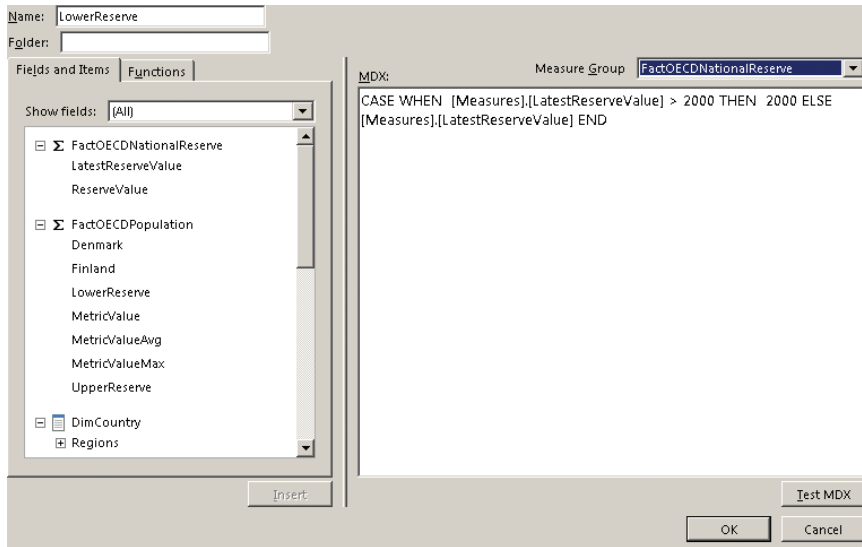 Name: LowerReserve
Folder:
Fields and Items Functions
MDX: Measure Group FactOECDNationalReserve
Show fields: (All)
CASE WHEN [Measures].[LatestReserveValue] > 2000 THEN 2000 ELSE
[Measures].[LatestReserveValue] END
Σ FactOECDNationalReserve
LatestReserveValue
ReserveValue
Σ FactOECDPopulation
Denmark
Finland
LowerReserve
MetricValue
MetricValueAvg
MetricValueMax
UpperReserve
DimCountry
Regions
Insert
Test MDX
OK Cancel